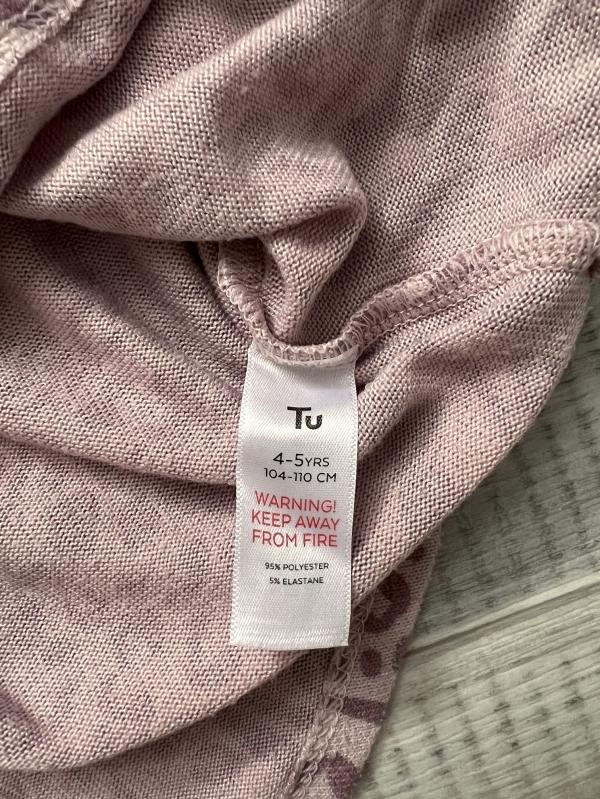 Tu
4-5YRS
104-110 CM
WARNING!
KEEP AWAY
FROM FIRE
95% POLYESTER
5% ELASTANE